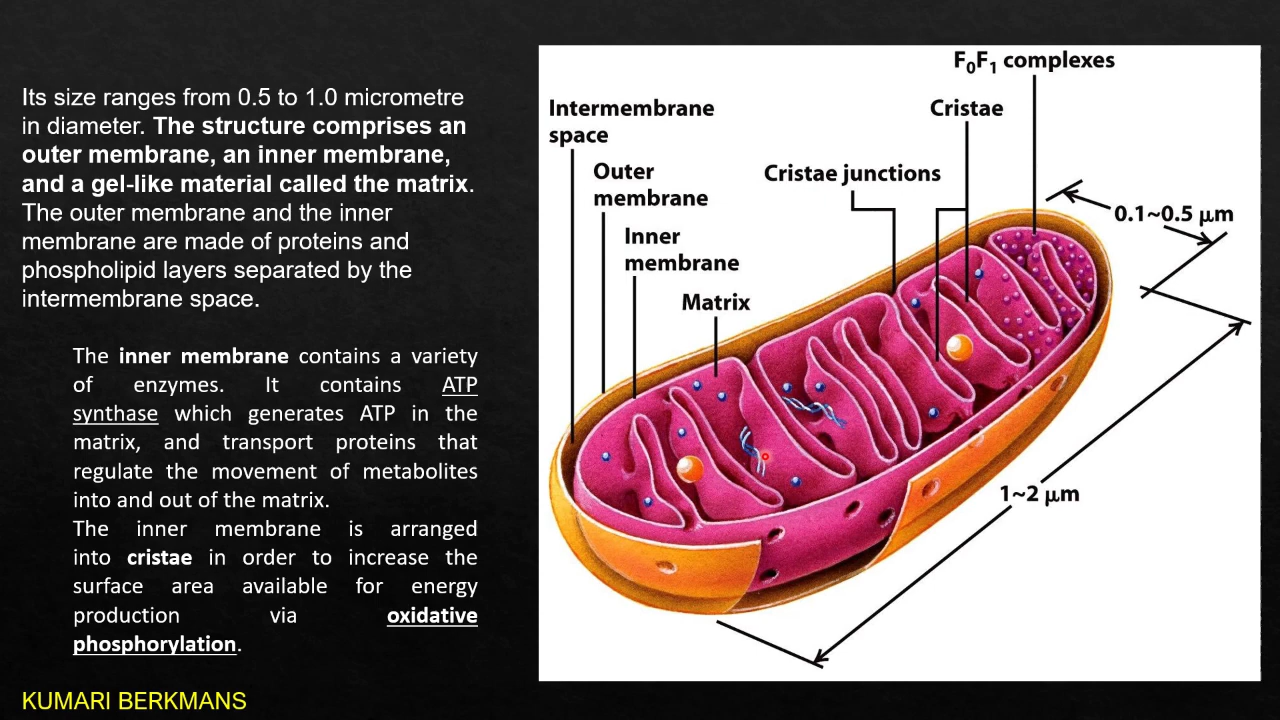 Its size ranges from 0.5 to 1.0 micrometre
in diameter. The structure comprises an
outer membrane, an inner membrane,
and a gel-like material called the matrix.
The outer membrane and the inner
membrane are made of proteins and
phospholipid layers separated by the
intermembrane space.
The inner membrane contains a variety
of enzymes. It contains ATP
synthase which generates ATP in the
matrix, and transport proteins that
regulate the movement of metabolites
into and out of the matrix.
The inner membrane is arranged
into cristae in order to increase the
surface area available for energy
production via oxidative
phosphorylation.
KUMARI BERKMANS
F₀F₁ complexes
Intermembrane
space
Cristae
Outer
membrane
Cristae junctions
Inner
membrane
Matrix
0.1~0.5 μm
1~2 μm